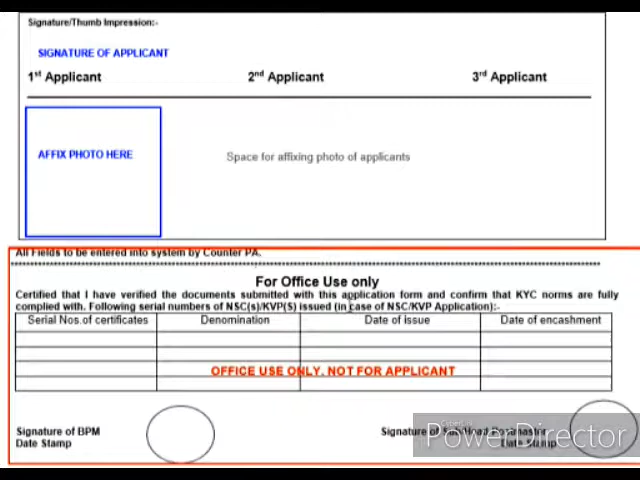 Signature/Thumb Impression:-
SIGNATURE OF APPLICANT
1st Applicant 2nd Applicant 3rd Applicant
AFFIX PHOTO HERE
Space for affixing photo of applicants
All Fields to be entered into system by Counter PA.
For Office Use only
Certified that I have verified the documents submitted with this application form and confirm that KYC norms are fully
complied with. Following serial numbers of NSC(s)/KVP(S) issued (in case of NSC/KVP Application):-
Serial Nos.of certificates Denomination Date of issue Date of encashment
OFFICE USE ONLY. NOT FOR APPLICANT
Signature of BPM Signature of Sub/Head Postmaster
Date Stamp Date Stamp
PowerDirector